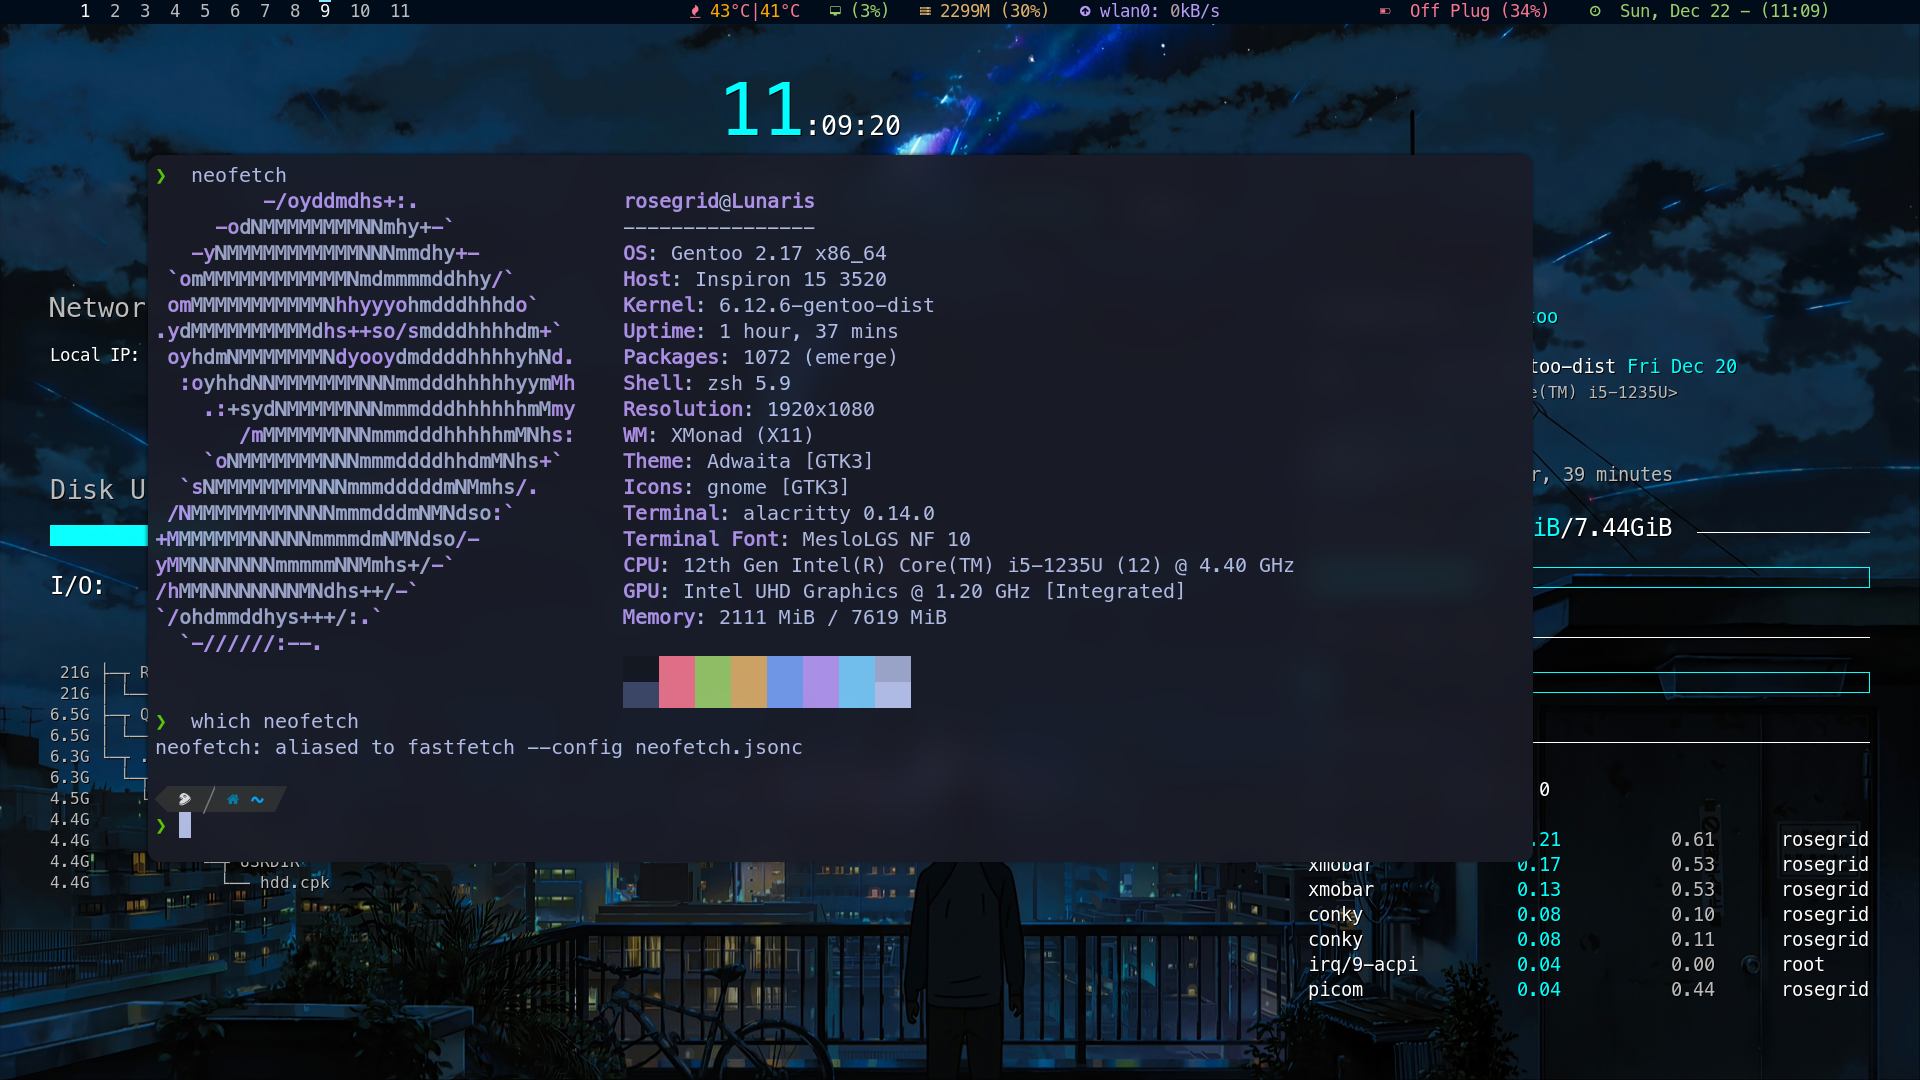 1 2 3 4 5 6 7 8 9 10 11 43°C|41°C (3%) 2299M (30%) wlan0: 0kB/s Off Plug (34%) Sun, Dec 22 - (11:09)
11:09:20
❯ neofetch
-/oyddmdhs+:.
-odNMMMMMMMMNNmhy+-`
-yNMMMMMMMMMMMNNNmmdhy+-
`omMMMMMMMMMMMMNmdmmmmddhhy/`
omMMMMMMMMMMMNhhyyyohmdddhhhdo`
.ydMMMMMMMMMMdhs++so/smdddhhhhdm+`
oyhdmNMMMMMMMNdyooydmddddhhhhyhNd.
:oyhhdNNMMMMMMMNNNmmdddhhhhhyymMh
.:+sydNMMMMMNNNmmmdddhhhhhhmMmy
/mMMMMMMNNNmmmdddhhhhhmMNhs:
`oNMMMMMMMNNNmmmddddhhdmMNhs+`
`sNMMMMMMMMNNNmmmdddddmNMmhs/.
/NMMMMMMMMNNNNmmmdddmNMNdso:`
+MMMMMMMNNNNNmmmmdmNMNdso/-
yMMNNNNNNNmmmmmNNMmhs+/-`
/hMMNNNNNNNNMNdhs++/-`
`/ohdmmddhys+++/:.`
`-//////:--.
rosegrid@Lunaris
----------------
OS: Gentoo 2.17 x86_64
Host: Inspiron 15 3520
Kernel: 6.12.6-gentoo-dist
Uptime: 1 hour, 37 mins
Packages: 1072 (emerge)
Shell: zsh 5.9
Resolution: 1920x1080
WM: XMonad (X11)
Theme: Adwaita [GTK3]
Icons: gnome [GTK3]
Terminal: alacritty 0.14.0
Terminal Font: MesloLGS NF 10
CPU: 12th Gen Intel(R) Core(TM) i5-1235U (12) @ 4.40 GHz
GPU: Intel UHD Graphics @ 1.20 GHz [Integrated]
Memory: 2111 MiB / 7619 MiB
❯ which neofetch
neofetch: aliased to fastfetch --config neofetch.jsonc
~
❯
Networ
Local IP:
Disk U
I/O:
21G ├─┬ R
21G │ └──
6.5G ├─┬ Q
6.5G │ └──
6.3G └─┬ .
6.3G └─┬
4.5G └
4.4G
4.4G
4.4G ──┬ USRDIR
4.4G └── hdd.cpk
too
too-dist Fri Dec 20
e(TM) i5-1235U>
r, 39 minutes
iB/7.44GiB
0
.21 0.61 rosegrid
xmobar 0.17 0.53 rosegrid
xmobar 0.13 0.53 rosegrid
conky 0.08 0.10 rosegrid
conky 0.08 0.11 rosegrid
irq/9-acpi 0.04 0.00 root
picom 0.04 0.44 rosegrid